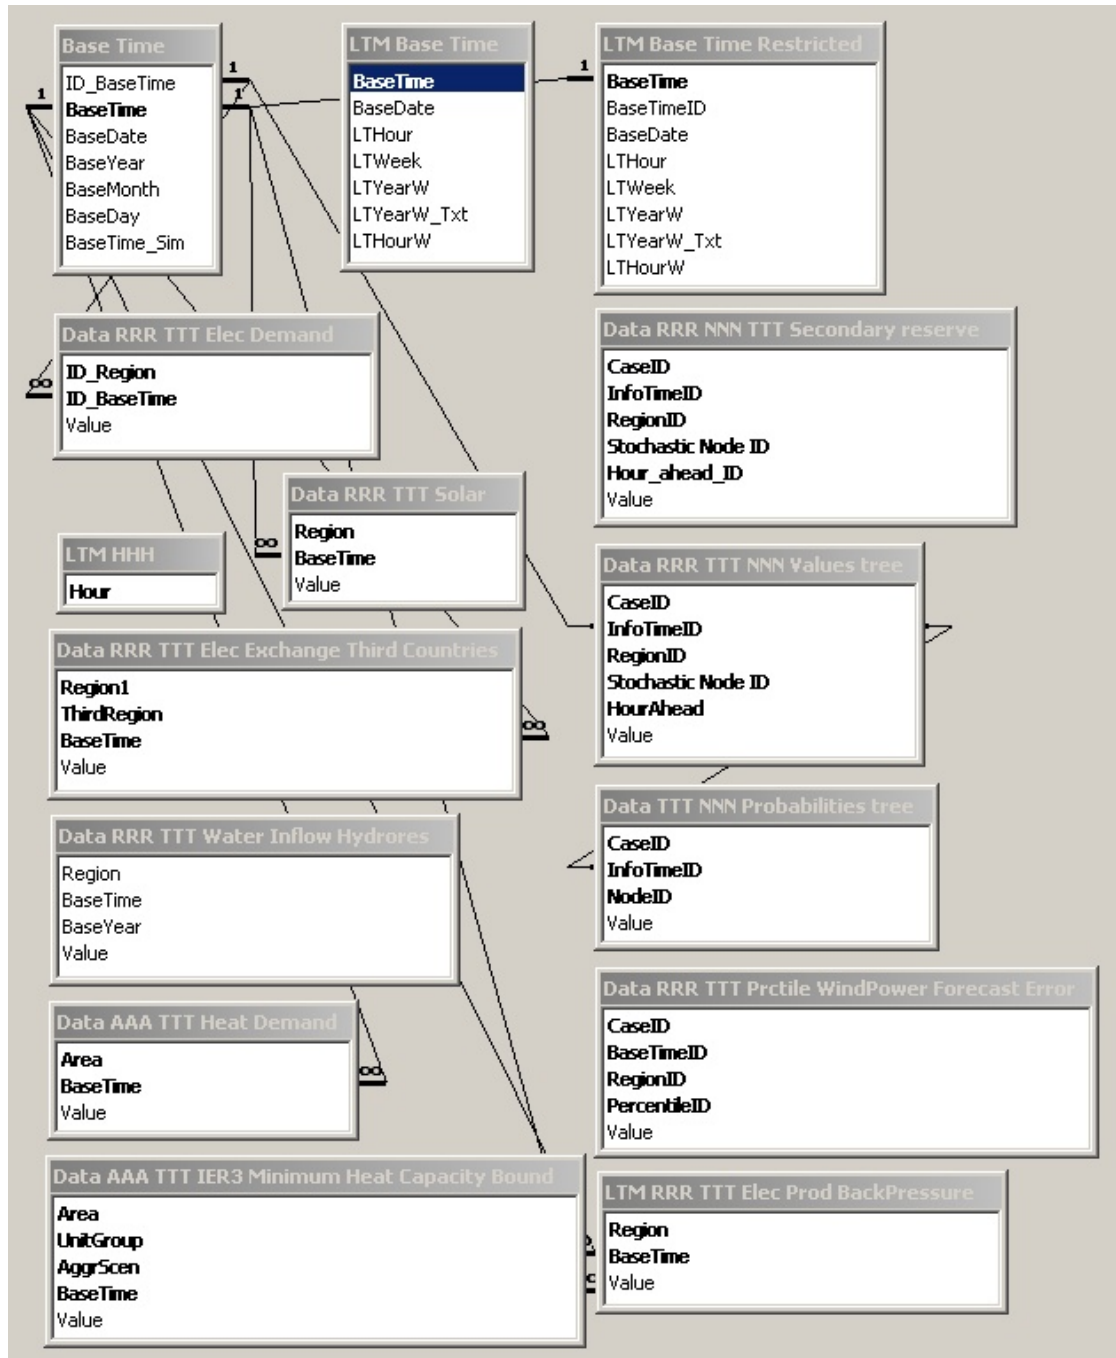 Base Time
ID_BaseTime
BaseTime
BaseDate
BaseYear
BaseMonth
BaseDay
BaseTime_Sim
1
1
1
LTM Base Time
BaseTime
BaseDate
LTHour
LTWeek
LTYearW
LTYearW_Txt
LTHourW
1
LTM Base Time Restricted
BaseTime
BaseTimeID
BaseDate
LTHour
LTWeek
LTYearW
LTYearW_Txt
LTHourW
Data RRR TTT Elec Demand
ID_Region
ID_BaseTime
Value
∞
Data RRR NNN TTT Secondary reserve
CaseID
InfoTimeID
RegionID
Stochastic Node ID
Hour_ahead_ID
Value
Data RRR TTT Solar
Region
BaseTime
Value
∞
LTM HHH
Hour
Data RRR TTT NNN Values tree
CaseID
InfoTimeID
RegionID
Stochastic Node ID
HourAhead
Value
Data RRR TTT Elec Exchange Third Countries
Region1
ThirdRegion
BaseTime
Value
∞
Data TTT NNN Probabilities tree
CaseID
InfoTimeID
NodeID
Value
Data RRR TTT Water Inflow Hydrores
Region
BaseTime
BaseYear
Value
Data RRR TTT Prctile WindPower Forecast Error
CaseID
BaseTimeID
RegionID
PercentileID
Value
Data AAA TTT Heat Demand
Area
BaseTime
Value
∞
Data AAA TTT IER3 Minimum Heat Capacity Bound
Area
UnitGroup
AggrScen
BaseTime
Value
LTM RRR TTT Elec Prod BackPressure
Region
BaseTime
Value